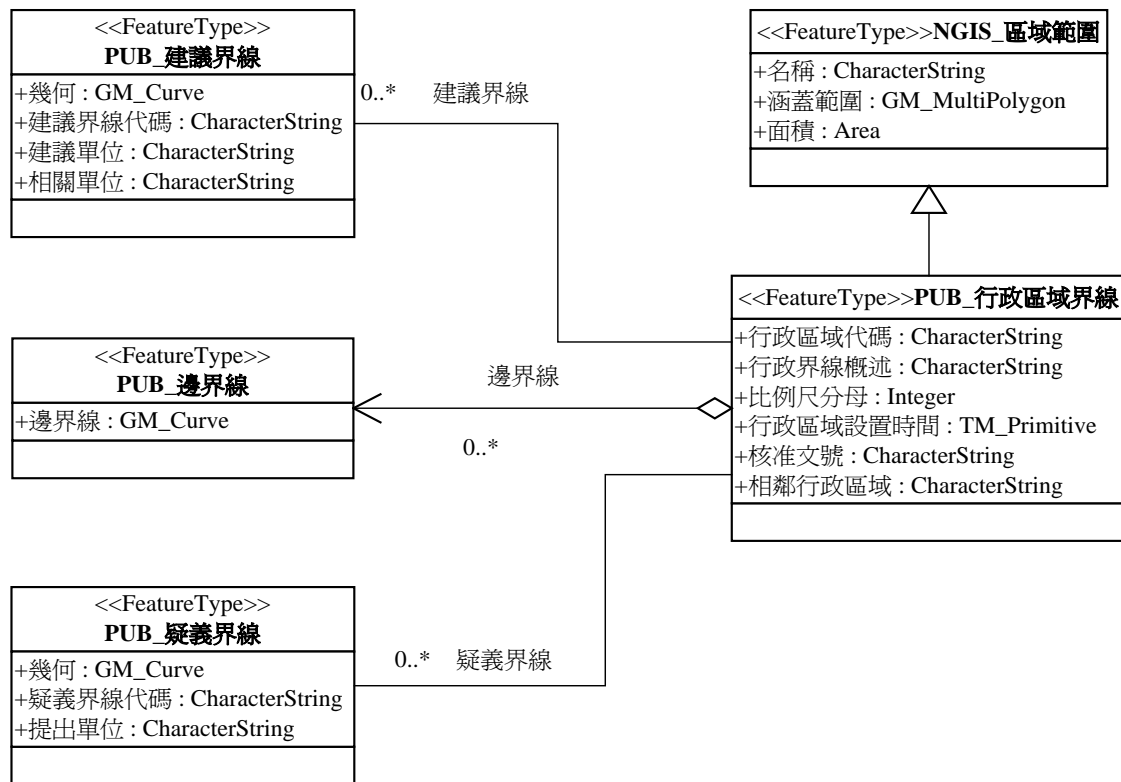 <<FeatureType>>
PUB_建議界線
+幾何 : GM_Curve
+建議界線代碼 : CharacterString
+建議單位 : CharacterString
+相關單位 : CharacterString
0..*
建議界線
<<FeatureType>>NGIS_區域範圍
+名稱 : CharacterString
+涵蓋範圍 : GM_MultiPolygon
+面積 : Area
<<FeatureType>>PUB_行政區域界線
+行政區域代碼 : CharacterString
+行政界線概述 : CharacterString
+比例尺分母 : Integer
+行政區域設置時間 : TM_Primitive
+核准文號 : CharacterString
+相鄰行政區域 : CharacterString
<<FeatureType>>
PUB_邊界線
+邊界線 : GM_Curve
邊界線
0..*
<<FeatureType>>
PUB_疑義界線
+幾何 : GM_Curve
+疑義界線代碼 : CharacterString
+提出單位 : CharacterString
0..*
疑義界線